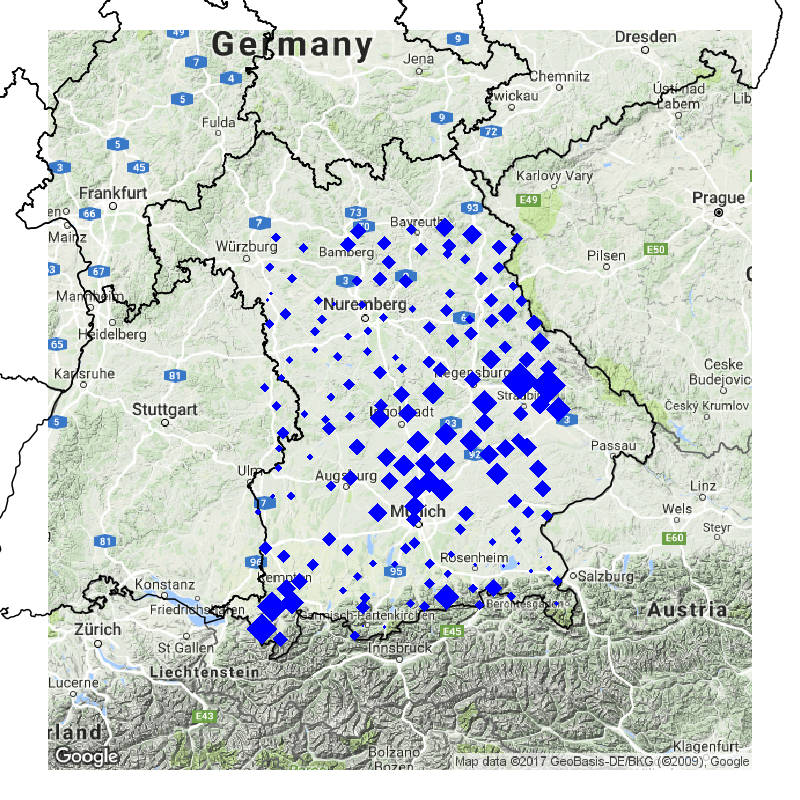 49
Germany
Dresden
9
7
Jena
4
Chemnitz
wickau
Ústí nad
Labem
Lib
5
Fulda
9
72
5
3
45
Karlovy Vary
Frankfurt
E49
Prague
en
66
93
73
7
Bayreuth
Mainz
Würzburg
Bamberg
E50
Pilsen
3
67
3
Mannheim
Nuremberg
6
Heidelberg
65
Ceske
Budejovice
Karlsruhe
81
Regensburg
Straubing
Český Krumlov
Stuttgart
Ingolstadt
5
93
3
Passau
92
Ulm
Augsburg
Linz
7
Wels
Munich
Steyr
81
E60
96
Rosenheim
Kempten
95
Salzburg
Konstanz
Friedrichshafen
Berchtesgaden
Austria
Garmisch-Partenkirchen
Zürich
E45
St Gallen
Innsbruck
Liechtenstein
Lucerne
E43
rland
Klagenfurt
Bolzano
Bozen
Google
Map data ©2017 GeoBasis-DE/BKG (©2009), Google